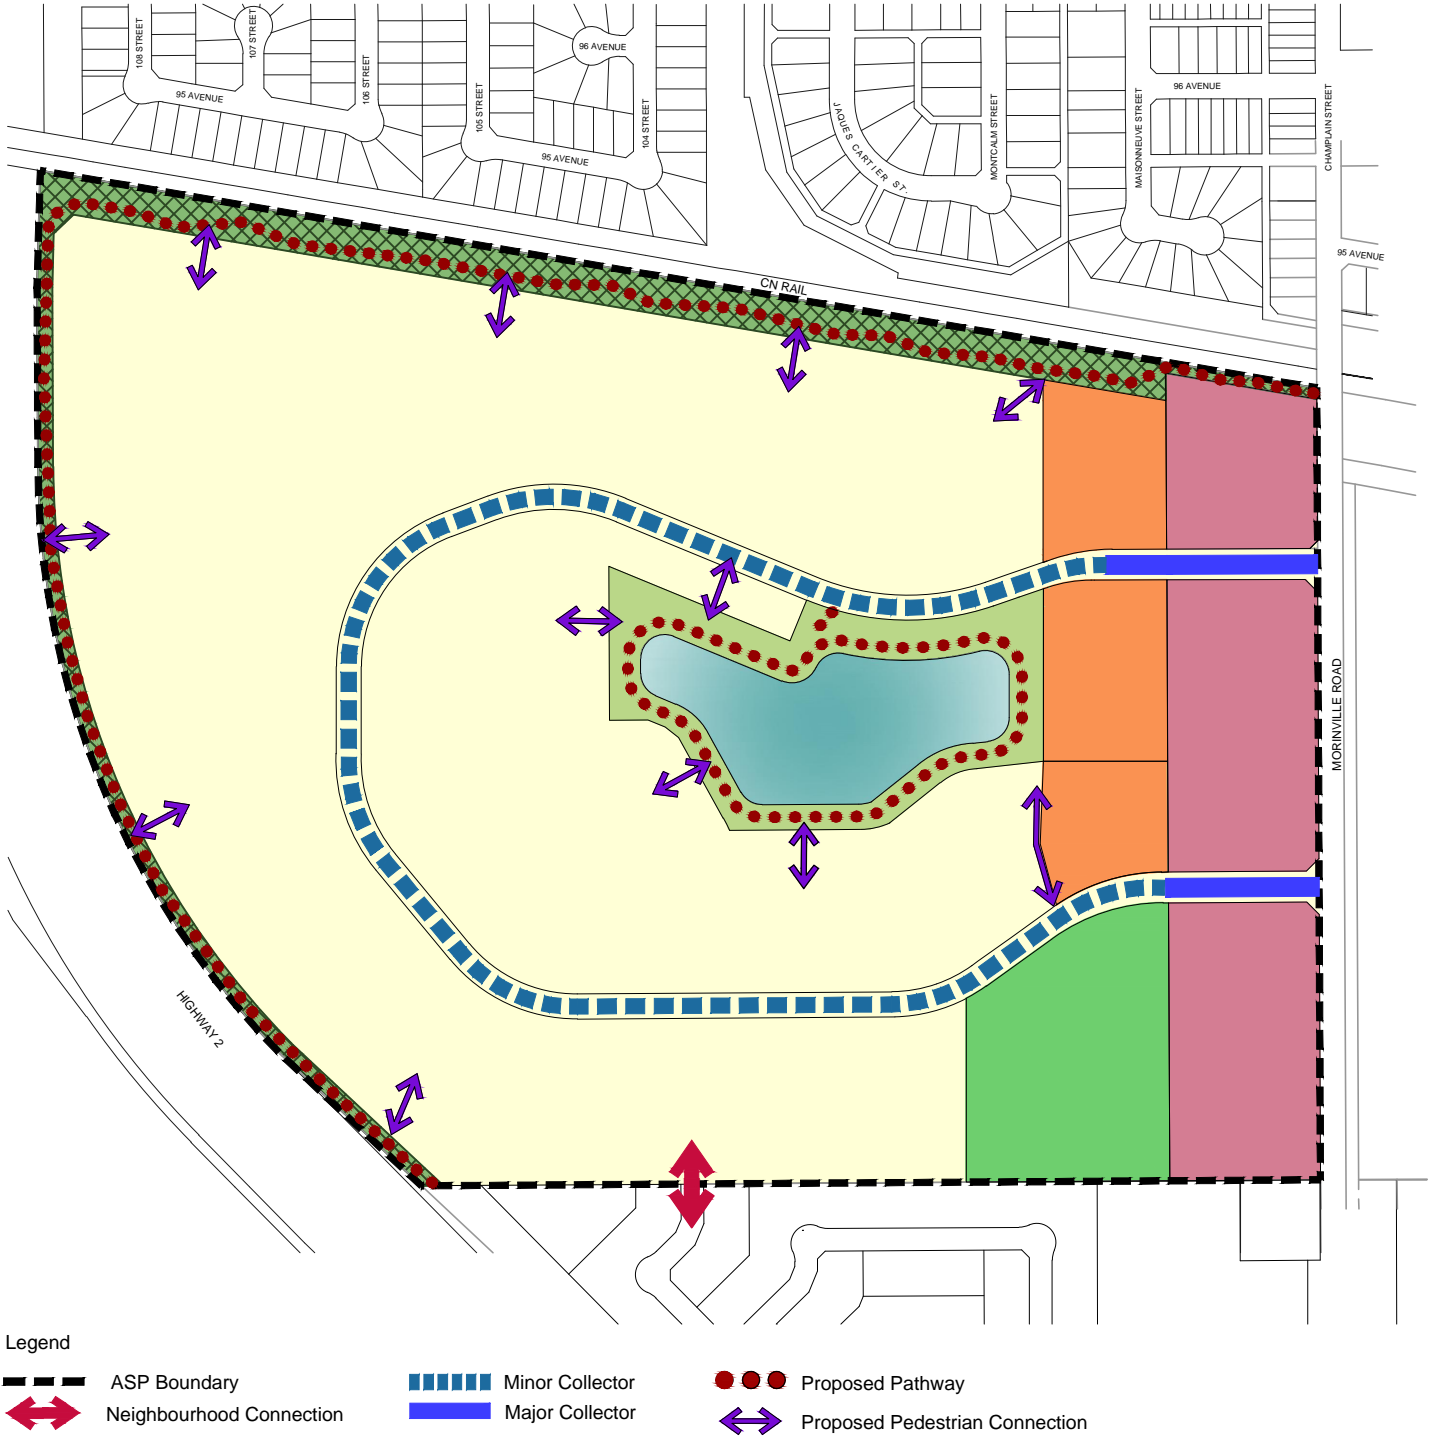 108 STREET
107 STREET
106 STREET
95 AVENUE
105 STREET
96 AVENUE
104 STREET
95 AVENUE
JAQUES CARTIER ST.
MONTCALM STREET
MAISONNEUVE STREET
96 AVENUE
CHAMPLAIN STREET
95 AVENUE
CN RAIL
MORINVILLE ROAD
HIGHWAY 2
Legend
ASP Boundary
Neighbourhood Connection
Minor Collector
Major Collector
Proposed Pathway
Proposed Pedestrian Connection